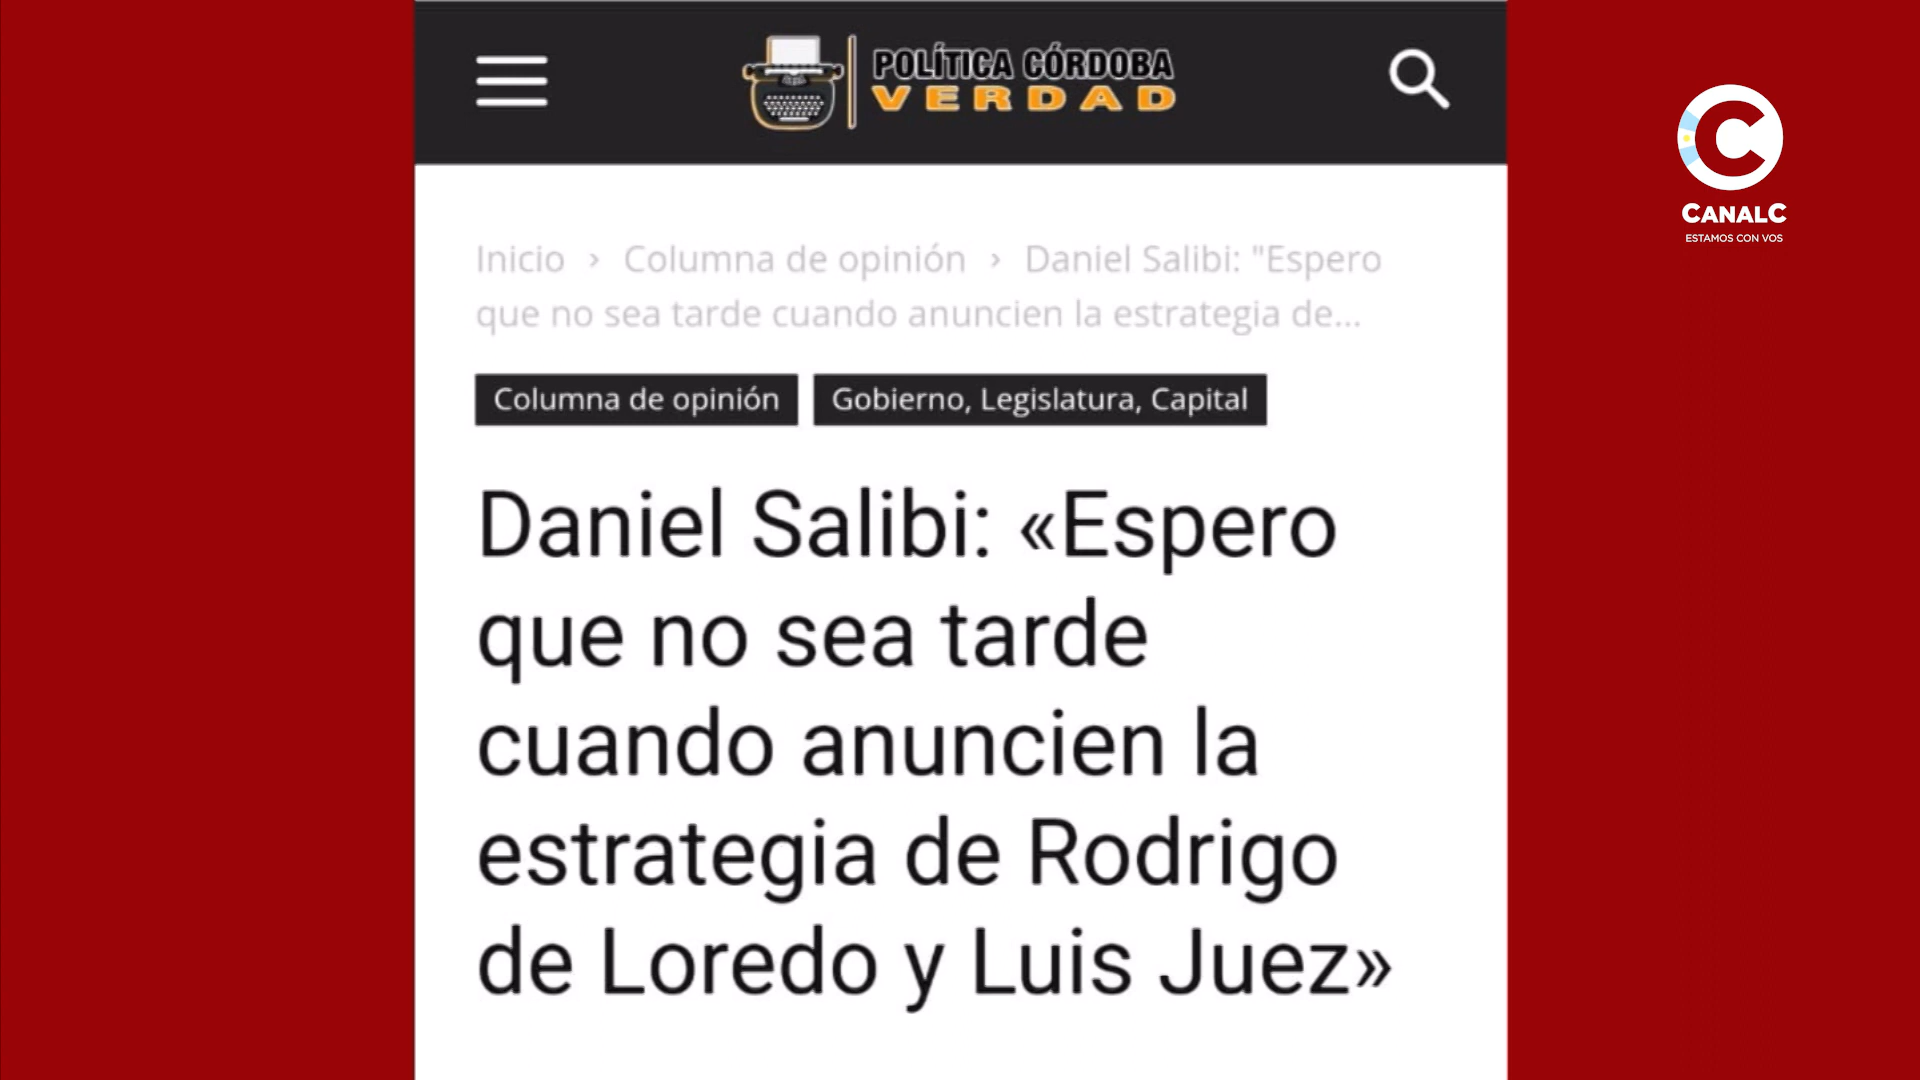 POLÍTICA CÓRDOBA
VERDAD
CANALC
ESTAMOS CON VOS
Inicio › Columna de opinión › Daniel Salibi: "Espero
que no sea tarde cuando anuncien la estrategia de...
Columna de opinión
Gobierno, Legislatura, Capital
Daniel Salibi: «Espero
que no sea tarde
cuando anuncien la
estrategia de Rodrigo
de Loredo y Luis Juez»